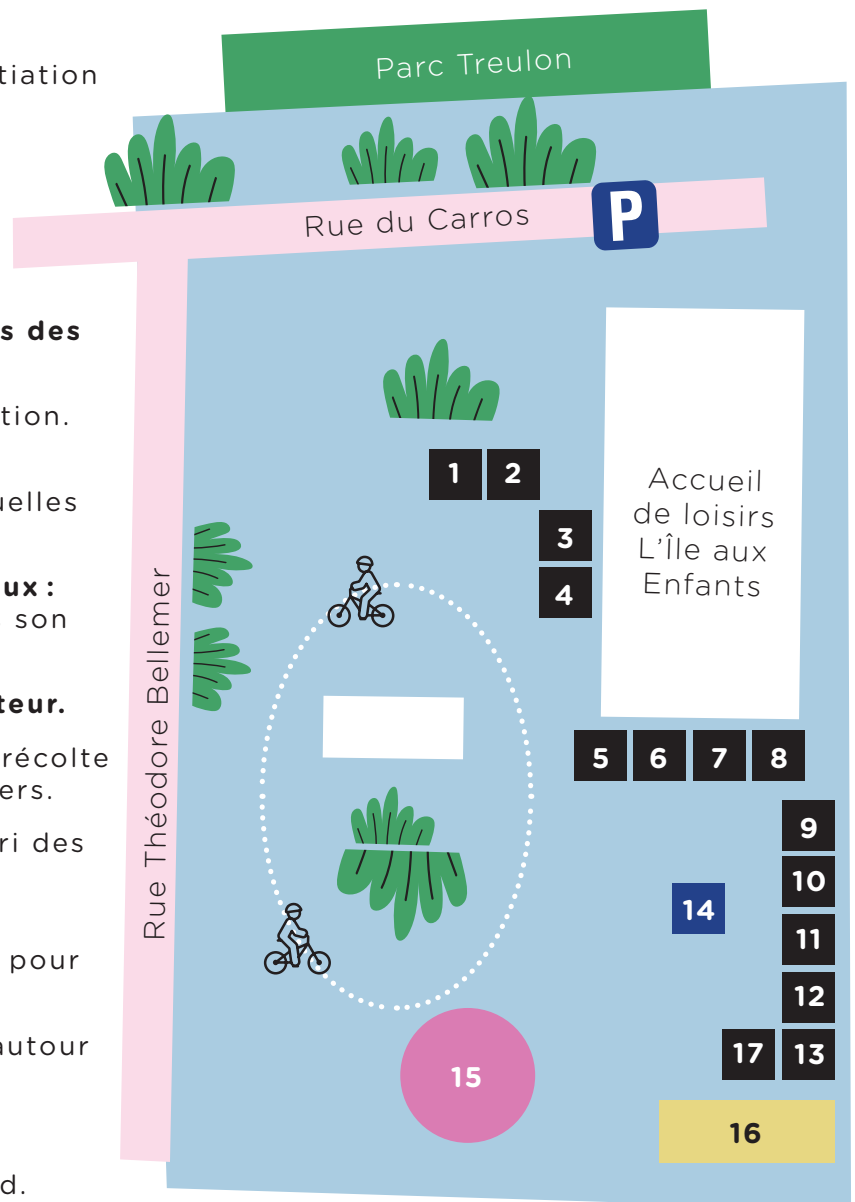 tiation
s des
tion.
uelles
ux :
son
teur.
récolte
ers.
ri des
pour
autour
d.
Parc Treulon
Rue du Carros
P
Rue Théodore Bellemer
Accueil
de loisirs
L'Île aux
Enfants
1 2
3
4
5 6 7 8
9
10
14
11
12
17 13
15
16